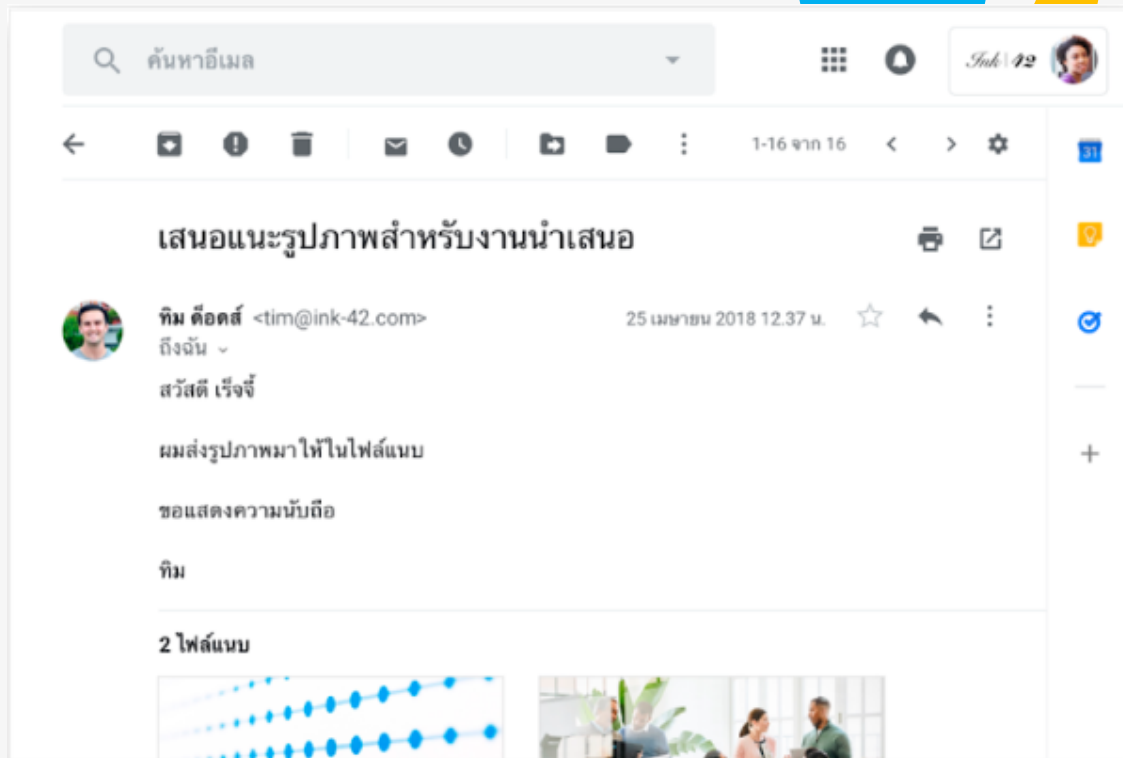 ค้นหาอีเมล
Ink 42
1-16 จาก 16
31
เสนอแนะรูปภาพสำหรับงานนำเสนอ
ทิม ด็อดส์ <tim@ink-42.com> 25 เมษายน 2018 12.37 น.
ถึงฉัน
สวัสดี เร็จจี้
ผมส่งรูปภาพมาให้ในไฟล์แนบ
ขอแสดงความนับถือ
ทิม
2 ไฟล์แนบ